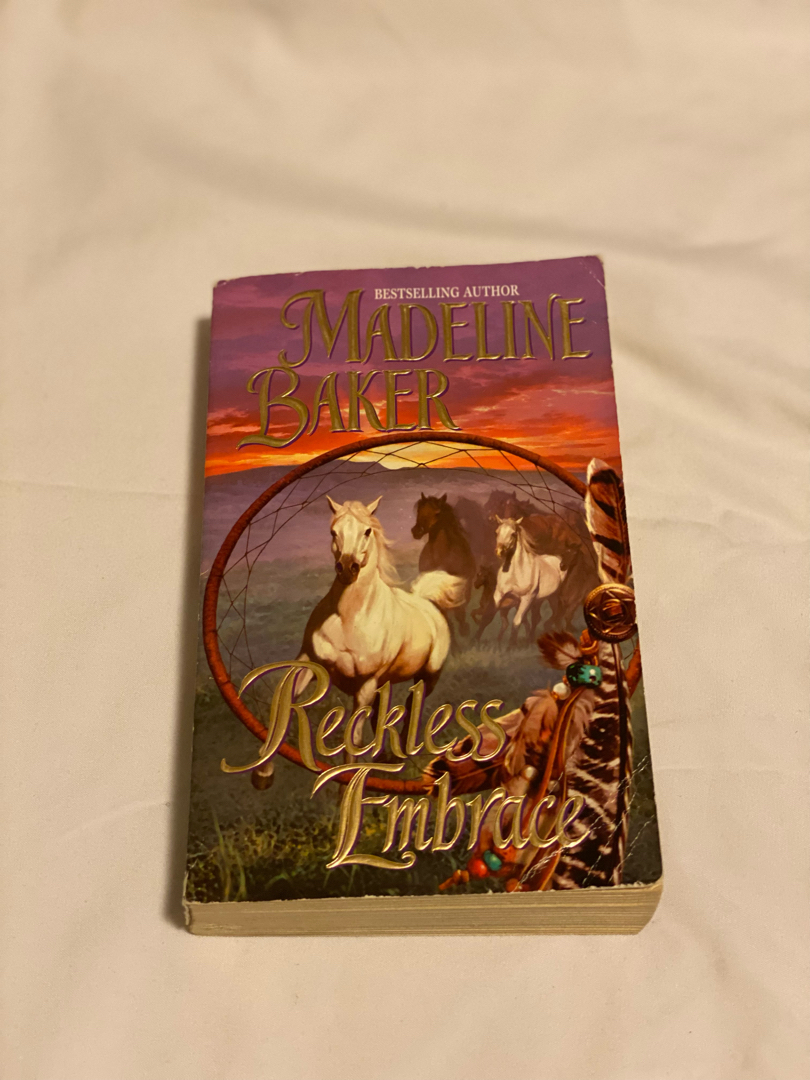 BESTSELLING AUTHOR
MADELINE
BAKER
Reckless
Embrace